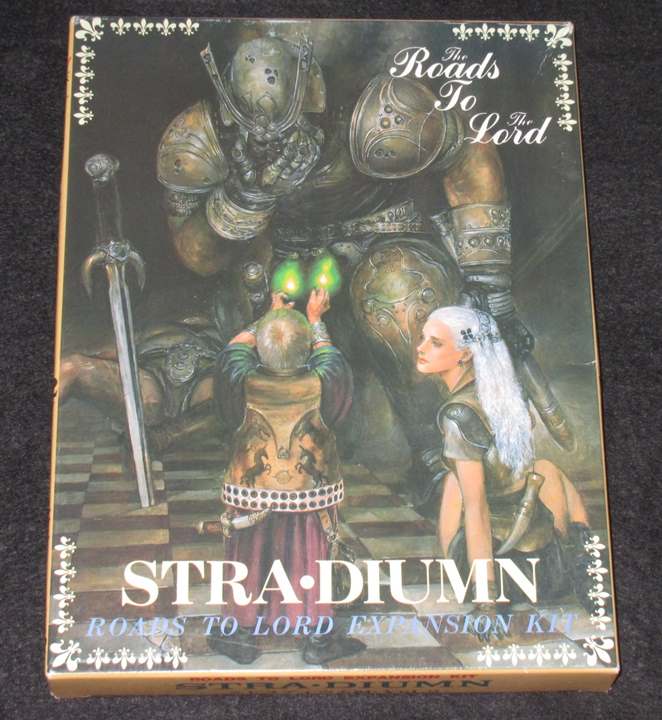 The
Roads
To
The
Lord
STRA•DIUMN
ROADS TO LORD EXPANSION KIT
ROADS TO LORD EXPANSION KIT
STRA•DIUMN